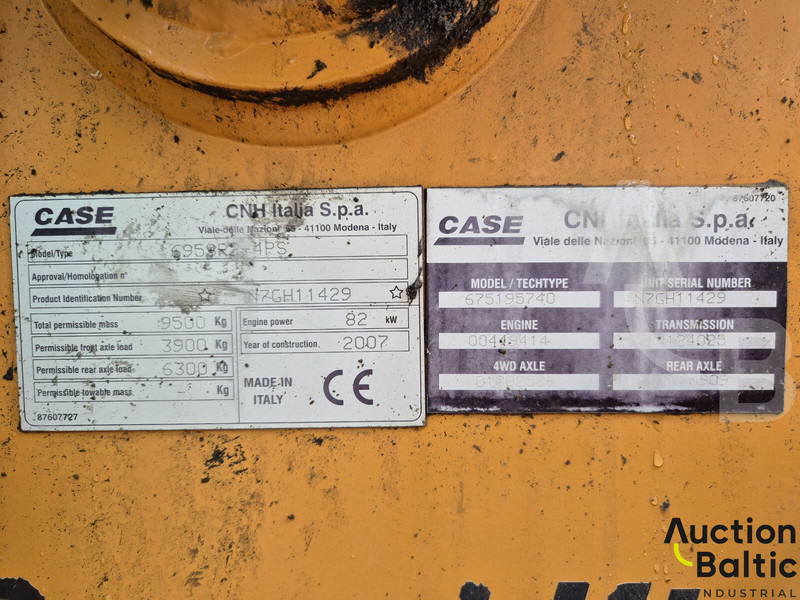 CASE
CNH Italia S.p.a.
Viale delle Nazioni 55 - 41100 Modena - Italy
Model/Type 4PS
Approval/Homologation n°
Product Identification Number ☆ N7GH11429 ☆
Total permissible mass 9500 Kg
Permissible front axle load 3900 Kg
Permissible rear axle load 6300 Kg
Permissible towable mass - Kg
Engine power 82 kW
Year of construction 2007
MADE IN
ITALY
CE
87607727
87607720
CASE
S.p.a.
Viale delle Nazioni 55 - 41100 Modena - Italy
MODEL / TECHTYPE UNIT SERIAL NUMBER
675195740 N7GH11429
ENGINE TRANSMISSION
00449414
4WD AXLE REAR AXLE
Auction
Baltic
INDUSTRIAL